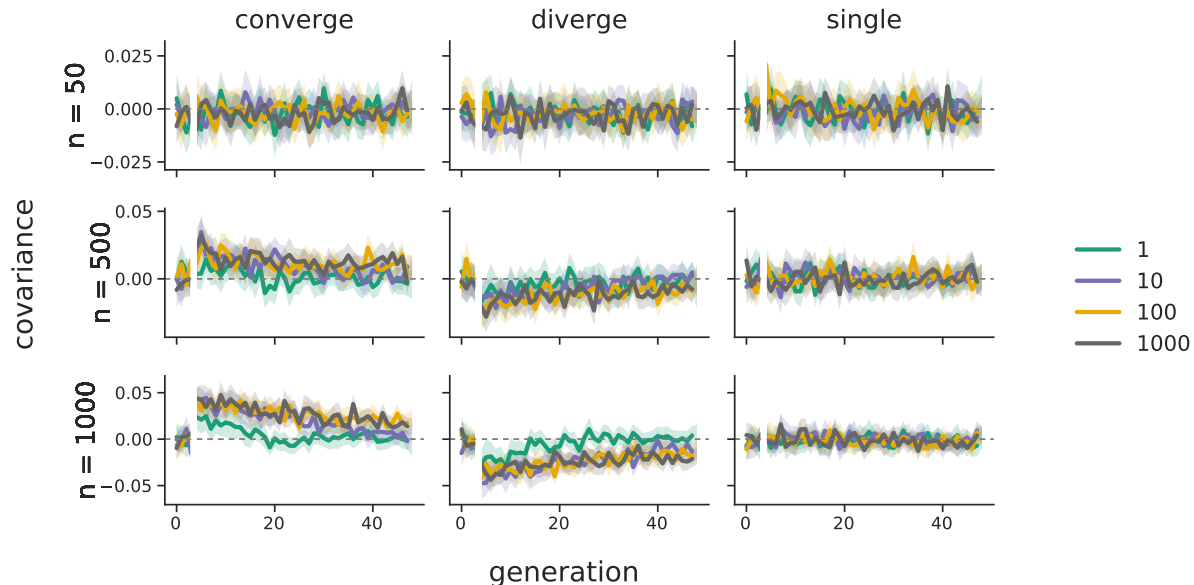 converge diverge single
n = 50
0.025
0.000
−0.025
covariance
n = 500
0.05
0.00
1
10
100
1000
n = 1000
0.05
0.00
−0.05
0 20 40 0 20 40 0 20 40
generation